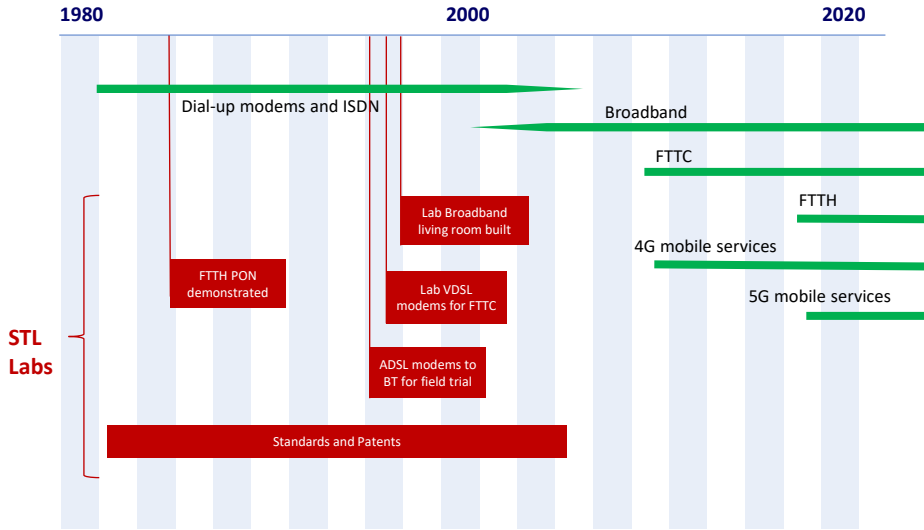 1980 2000 2020
Dial-up modems and ISDN
Broadband
FTTC
FTTH
Lab Broadband
living room built
4G mobile services
FTTH PON
demonstrated
Lab VDSL
modems for FTTC
5G mobile services
STL
Labs
ADSL modems to
BT for field trial
Standards and Patents